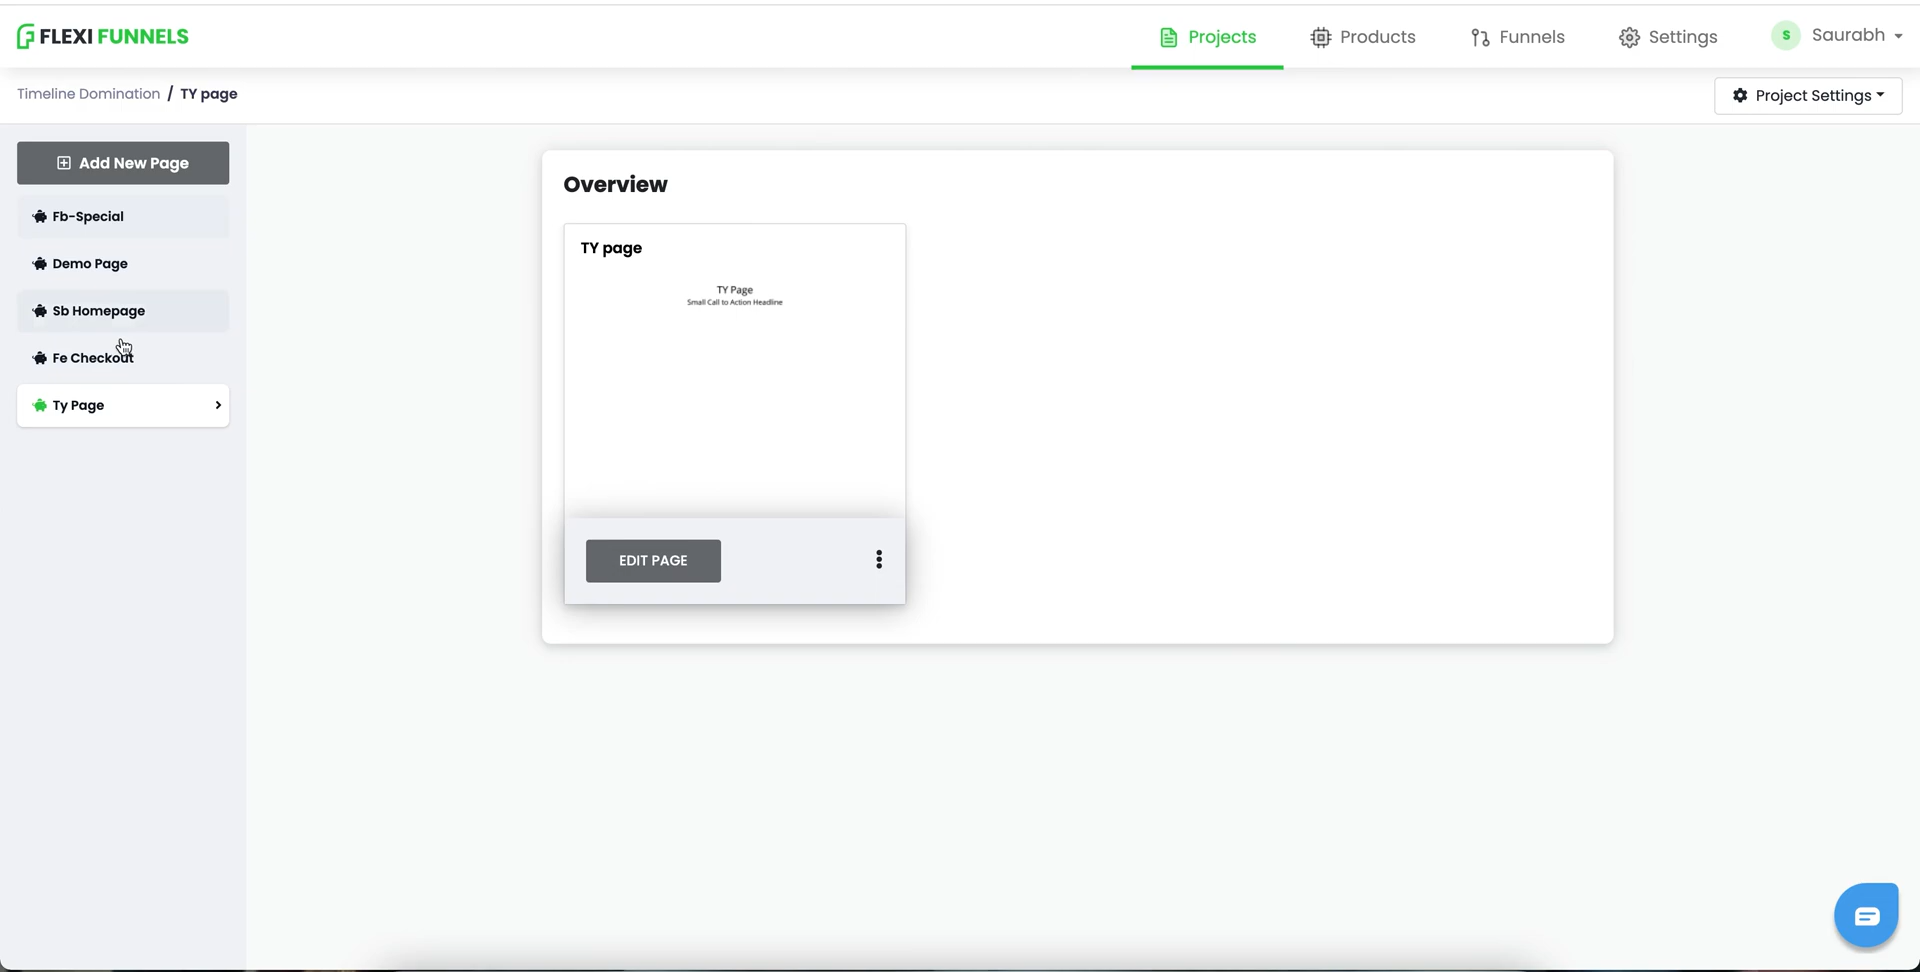 FLEXI FUNNELS
Projects
Products
Funnels
Settings
S
Saurabh
Timeline Domination / TY page
Project Settings
Add New Page
Fb-Special
Demo Page
Sb Homepage
Fe Checkout
Ty Page
Overview
TY page
TY Page
Small Call to Action Headline
EDIT PAGE